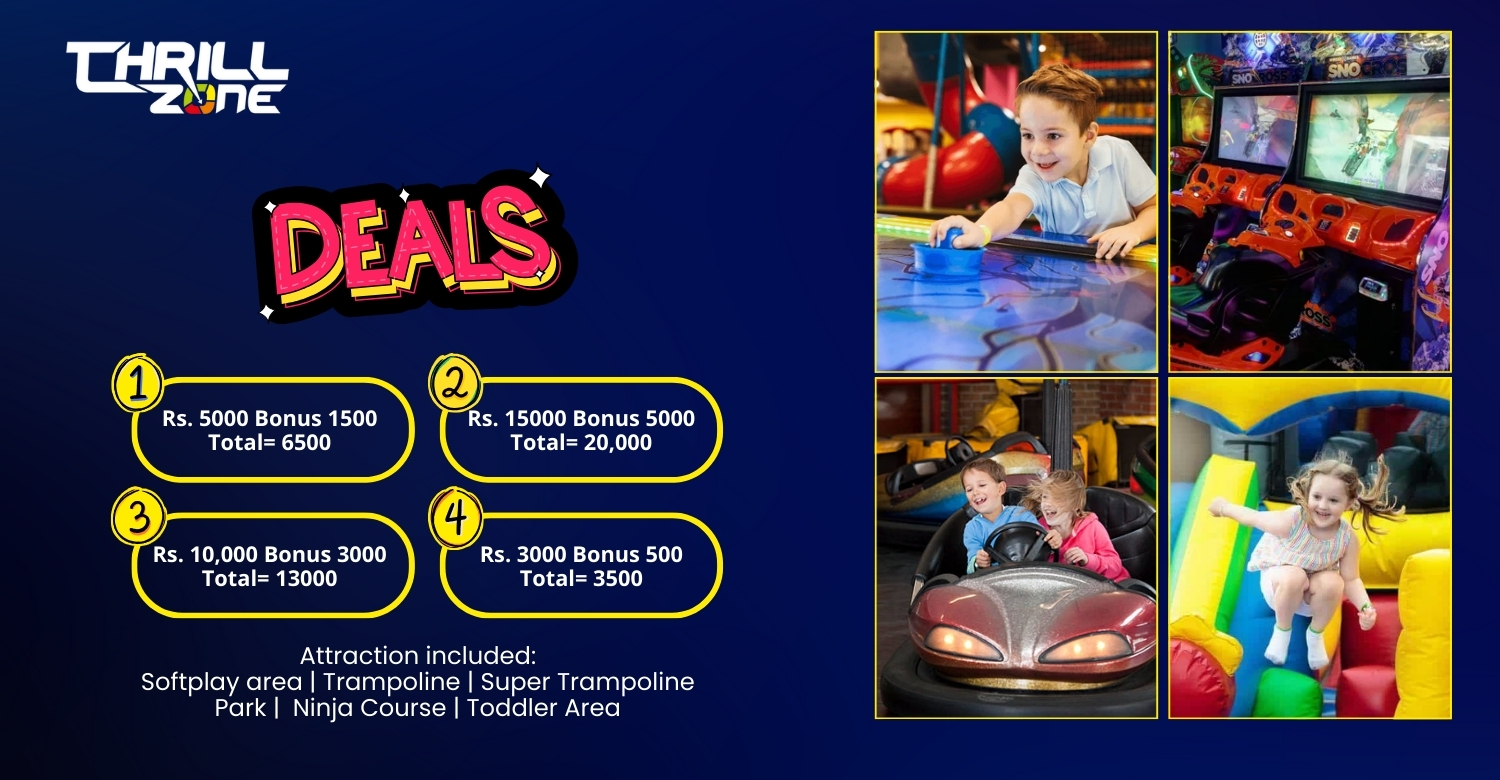 THRILL
ZONE
DEALS
1
Rs. 5000 Bonus 1500
Total= 6500
2
Rs. 15000 Bonus 5000
Total= 20,000
3
Rs. 10,000 Bonus 3000
Total= 13000
4
Rs. 3000 Bonus 500
Total= 3500
Attraction included:
Softplay area | Trampoline | Super Trampoline
Park | Ninja Course | Toddler Area
SNO
CROSS
SNO